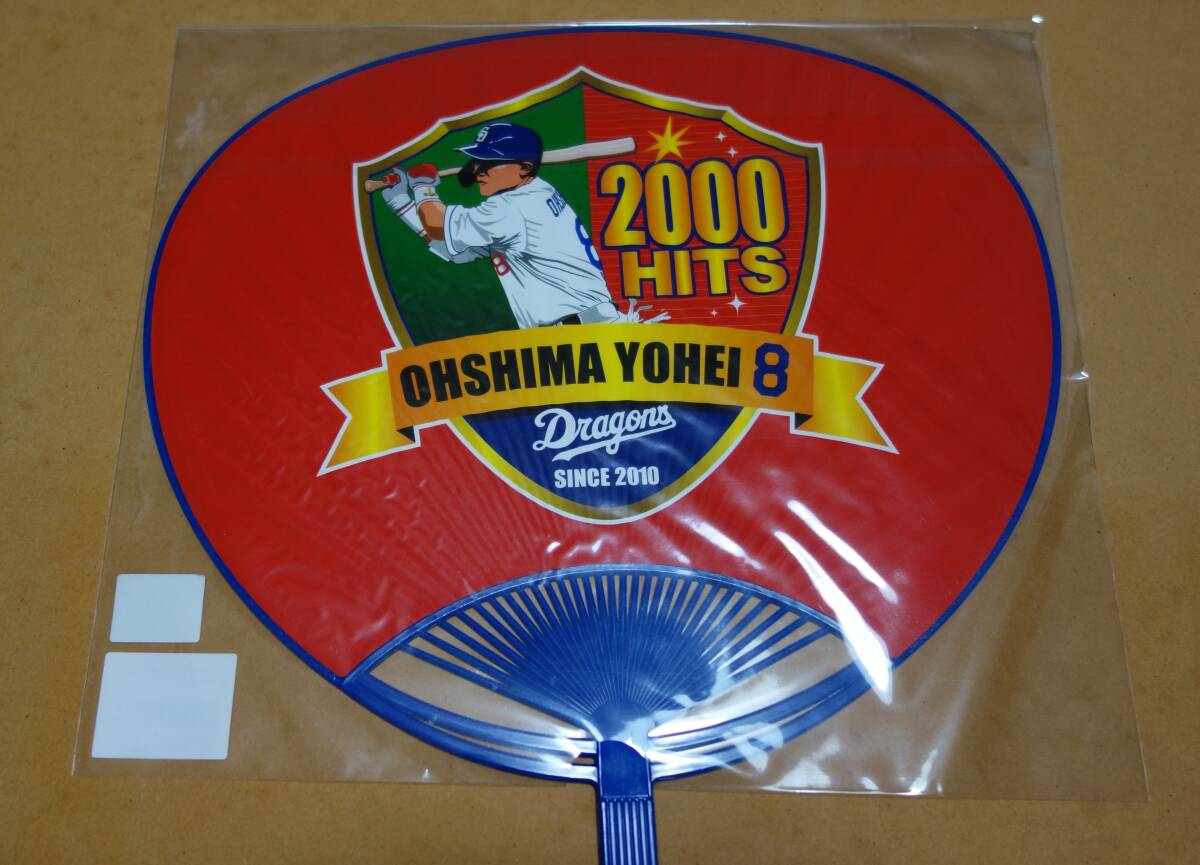 2000
HITS
OHSHIMA YOHEI 8
Dragons
SINCE 2010